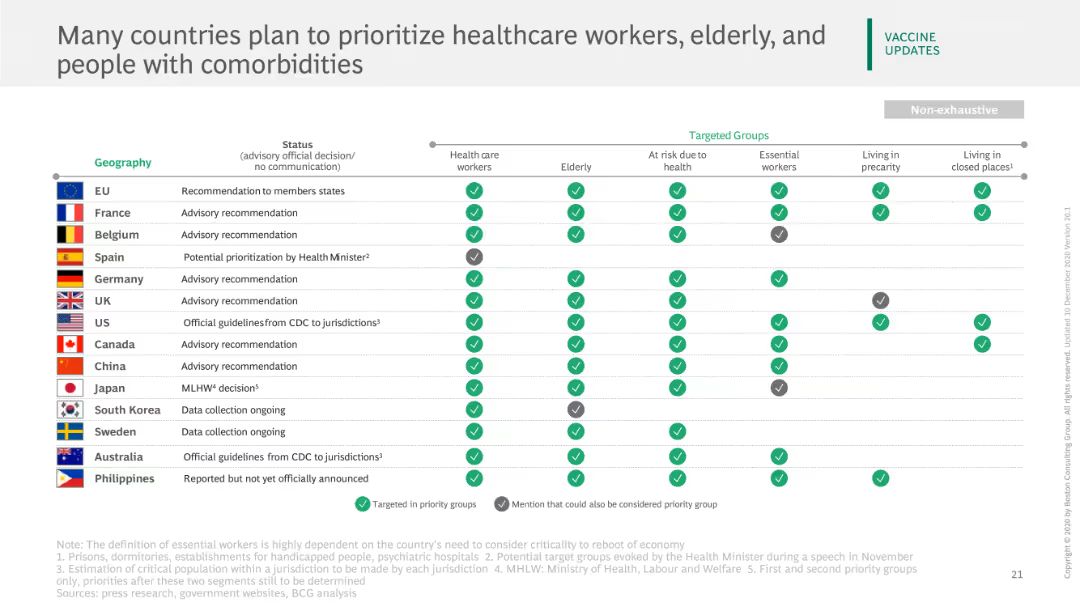 Many countries plan to prioritize healthcare workers, elderly, and
people with comorbidities
VACCINE
UPDATES
Non-exhaustive
Targeted Groups
Geography
Status
(advisory official decision/
no communication)
Health care
workers
Elderly
At risk due to
health
Essential
workers
Living in
precarity
Living in
closed places¹
EU Recommendation to members states
France Advisory recommendation
Belgium Advisory recommendation
Spain Potential prioritization by Health Minister²
Germany Advisory recommendation
UK Advisory recommendation
US Official guidelines from CDC to jurisdictions³
Canada Advisory recommendation
China Advisory recommendation
Japan MLHW⁴ decision⁵
South Korea Data collection ongoing
Sweden Data collection ongoing
Australia Official guidelines from CDC to jurisdictions³
Philippines Reported but not yet officially announced
Targeted in priority groups Mention that could also be considered priority group
Note: The definition of essential workers is highly dependent on the country's need to consider criticality to reboot of economy
1. Prisons, dormitories, establishments for handicapped people, psychiatric hospitals 2. Potential target groups evoked by the Health Minister during a speech in November
3. Estimation of critical population within a jurisdiction to be made by each jurisdiction 4. MHLW: Ministry of Health, Labour and Welfare 5. First and second priority groups
only, priorities after these two segments still to be determined
Sources: press research, government websites, BCG analysis
21
Copyright © 2020 by Boston Consulting Group. All rights reserved. Updated 10 December 2020 Version 20.1